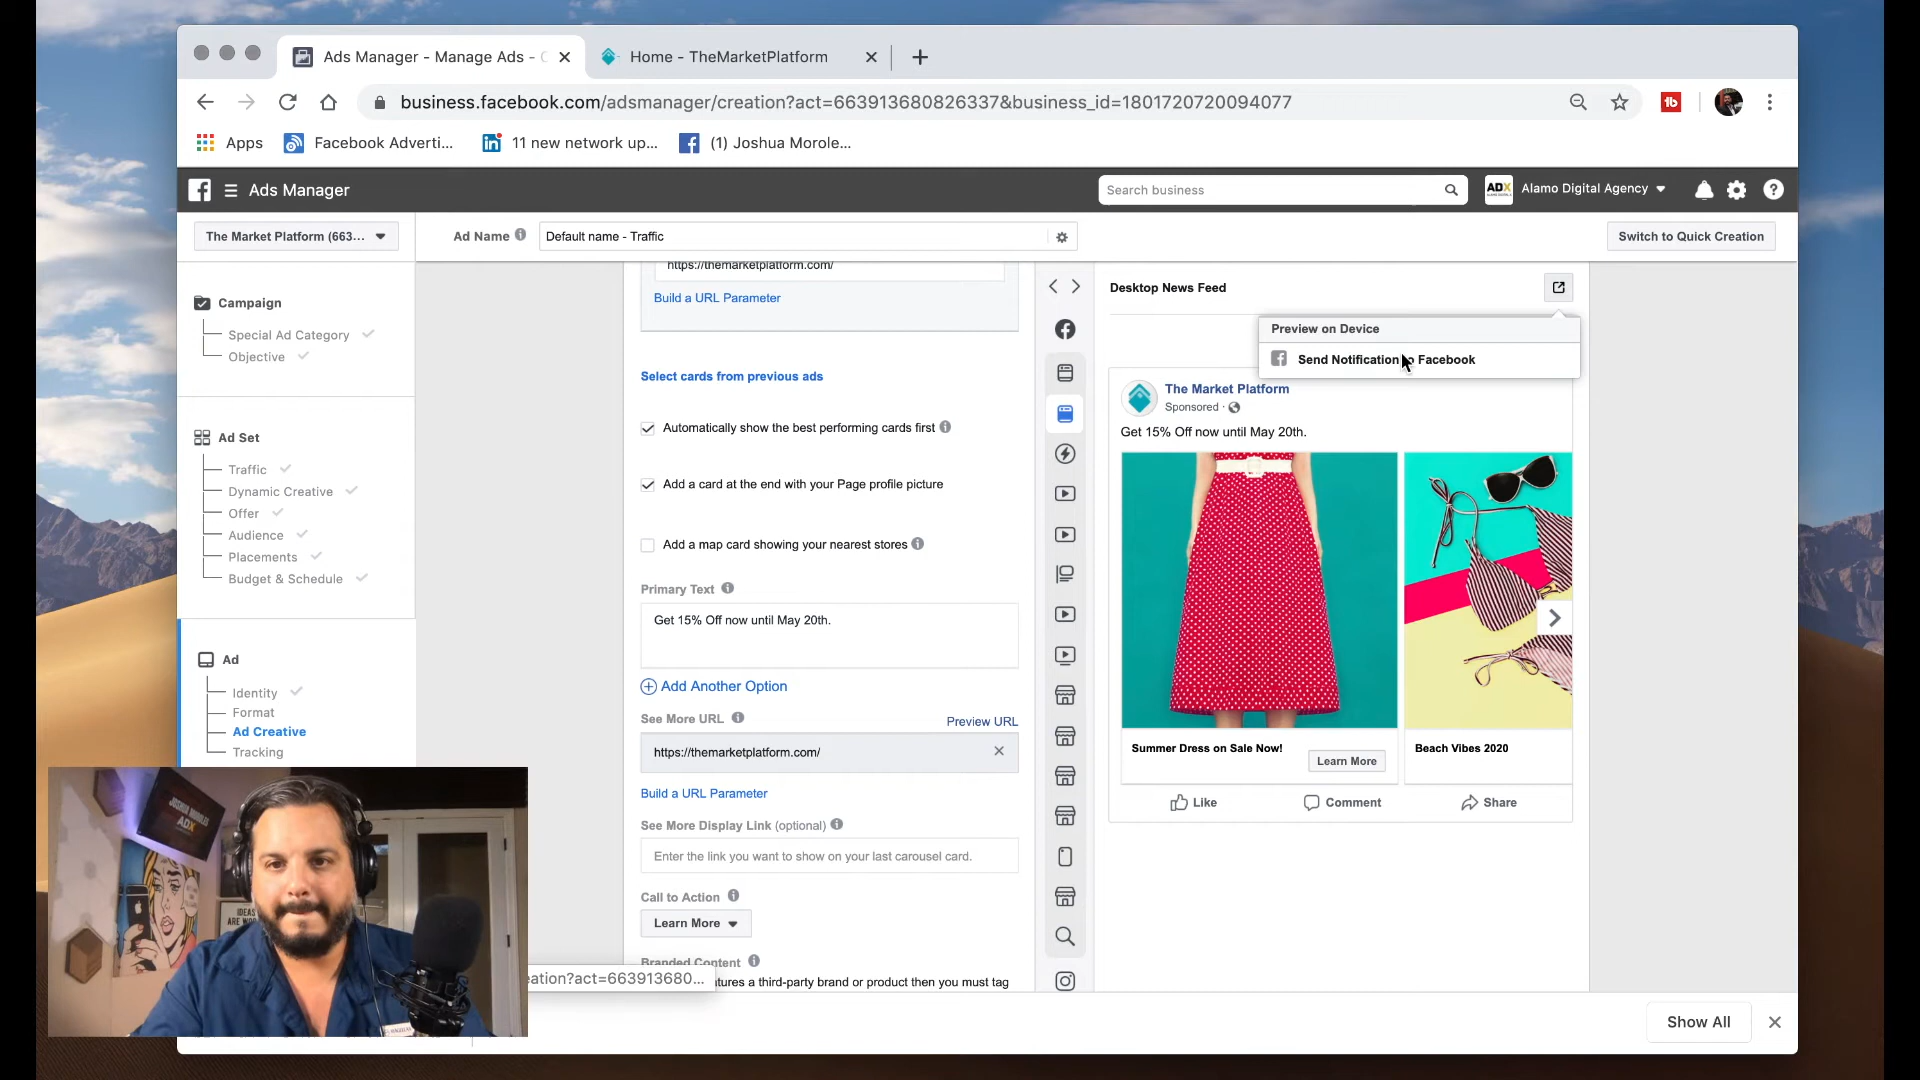 Ads Manager - Manage Ads - C
Home - TheMarketPlatform
business.facebook.com/adsmanager/creation?act=663913680826337&business_id=1801720720094077
Apps
Facebook Adverti...
11 new network up...
(1) Joshua Morole...
Ads Manager
Search business
ADX
Alamo Digital Agency
The Market Platform (663...
Ad Name
Default name - Traffic
Switch to Quick Creation
Campaign
Special Ad Category
Objective
Ad Set
Traffic
Dynamic Creative
Offer
Audience
Placements
Budget & Schedule
Ad
Identity
Format
Ad Creative
Tracking
https://themarketplatform.com/
Build a URL Parameter
Select cards from previous ads
Automatically show the best performing cards first
Add a card at the end with your Page profile picture
Add a map card showing your nearest stores
Primary Text
Get 15% Off now until May 20th.
Add Another Option
See More URL
Preview URL
https://themarketplatform.com/
Build a URL Parameter
See More Display Link (optional)
Enter the link you want to show on your last carousel card.
Call to Action
Learn More
Branded Content
atures a third-party brand or product then you must tag
eation?act=663913680...
Desktop News Feed
Preview on Device
Send Notification Facebook
The Market Platform
Sponsored ·
Get 15% Off now until May 20th.
Summer Dress on Sale Now!
Learn More
Beach Vibes 2020
Like
Comment
Share
Show All
JOSHUA MOROLES
ADX
IDEAS
ARE WO